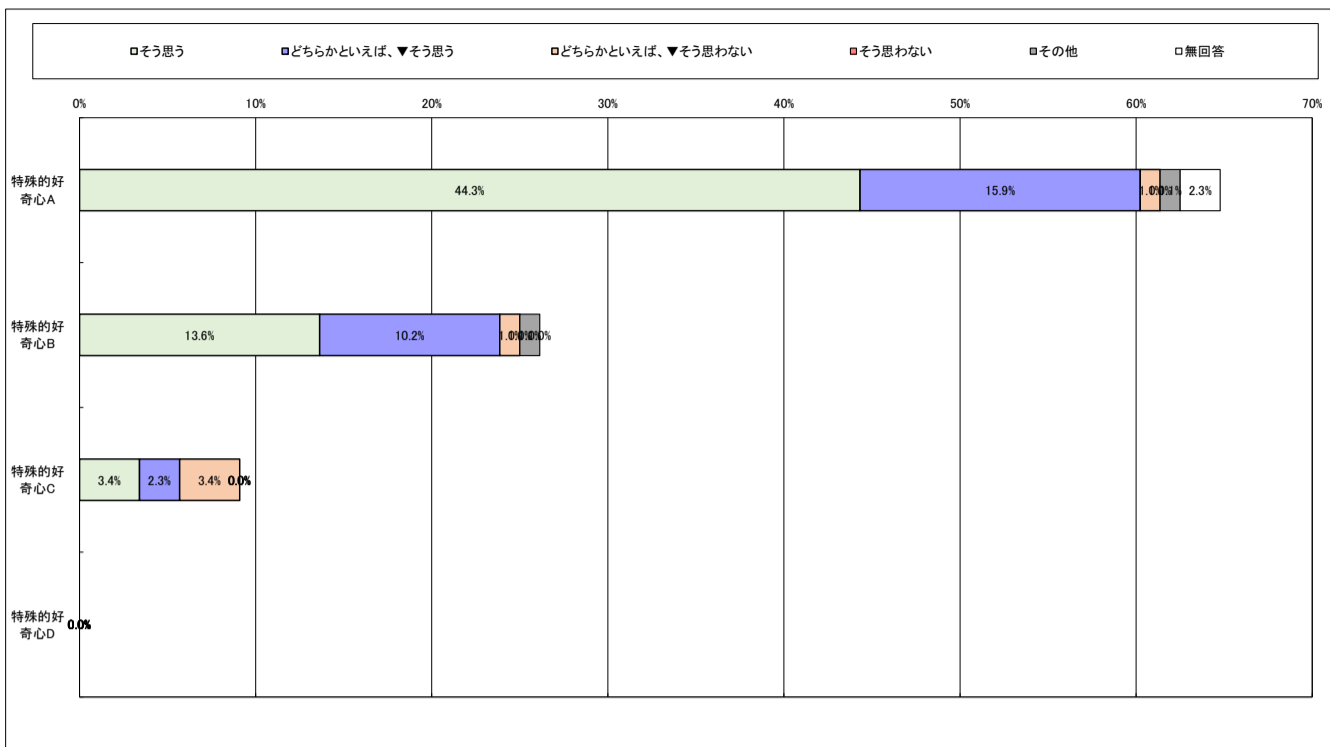 そう思う どちらかといえば、▼そう思う どちらかといえば、▼そう思わない そう思わない その他 無回答
0% 10% 20% 30% 40% 50% 60% 70%
特殊的好
奇心A
44.3% 15.9% 2.3%
特殊的好
奇心B
13.6% 10.2%
特殊的好
奇心C
3.4% 2.3% 3.4% 0.0%
特殊的好
奇心D
0.0%